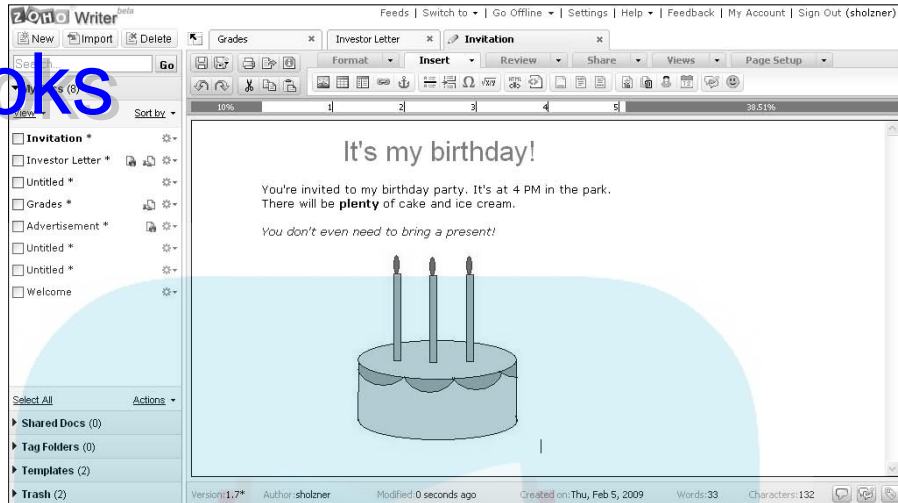 ZOHO Writer beta
Feeds | Switch to | Go Offline | Settings | Help | Feedback | My Account | Sign Out (sholzner)
New Import Delete
Grades × Investor Letter × Invitation ×
Search Go
oks
Format Insert Review Share Views Page Setup
(8)
View Sort by
10% 1 2 3 4 5 38.51%
Invitation *
Investor Letter *
Untitled *
Grades *
Advertisement *
Untitled *
Untitled *
Welcome
It's my birthday!
You're invited to my birthday party. It's at 4 PM in the park.
There will be plenty of cake and ice cream.
You don't even need to bring a present!
Select All Actions
Shared Docs (0)
Tag Folders (0)
Templates (2)
Trash (2)
Version:1.7* Author:sholzner Modified:0 seconds ago Created on:Thu, Feb 5, 2009 Words:33 Characters:132